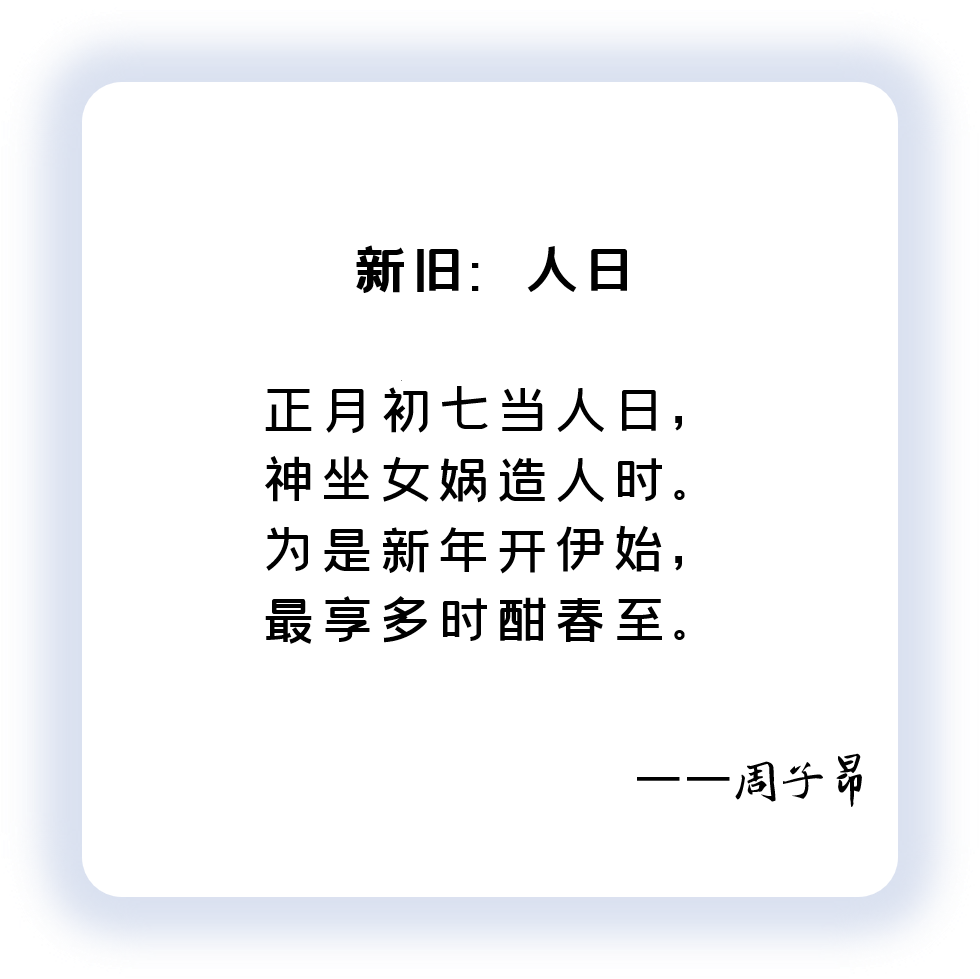 新旧：人日
正月初七当人日，
神坐女娲造人时。
为是新年开伊始，
最享多时酣春至。
——周子昂